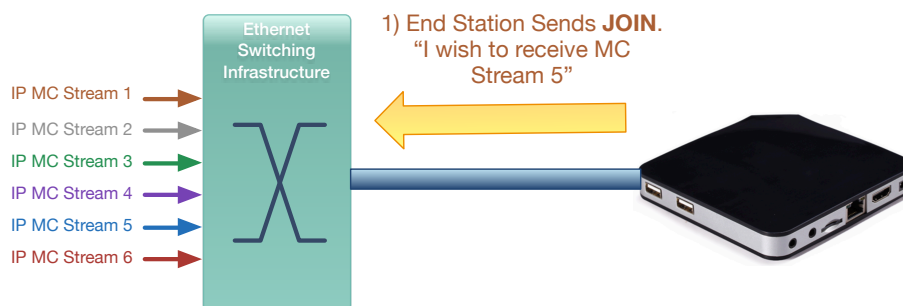 Ethernet
Switching
Infrastructure
1) End Station Sends JOIN.
“I wish to receive MC
Stream 5”
IP MC Stream 1
IP MC Stream 2
IP MC Stream 3
IP MC Stream 4
IP MC Stream 5
IP MC Stream 6